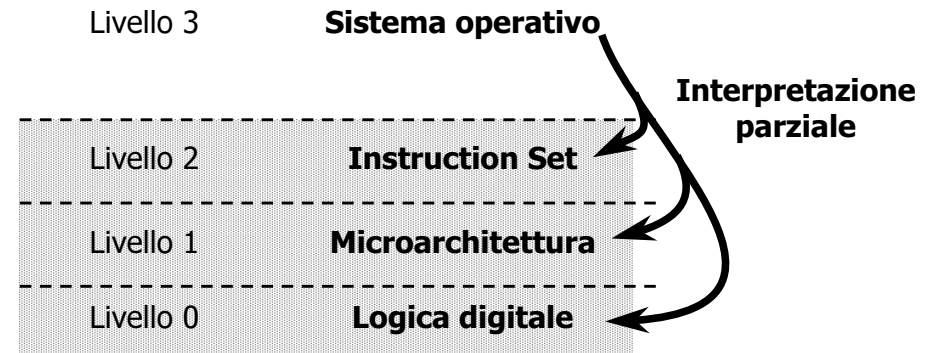 Livello 3 Sistema operativo
Interpretazione
parziale
Livello 2 Instruction Set
Livello 1 Microarchitettura
Livello 0 Logica digitale